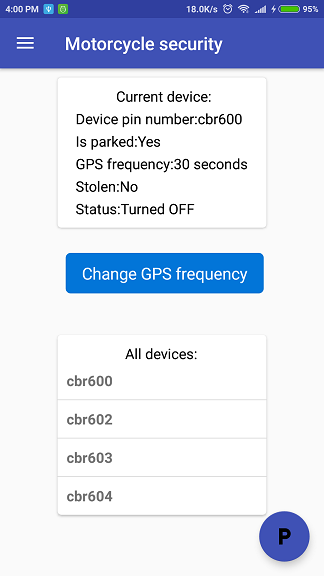 4:00 PM 18.0K/s 95%
Motorcycle security
Current device:
Device pin number:cbr600
Is parked:Yes
GPS frequency:30 seconds
Stolen:No
Status:Turned OFF
Change GPS frequency
All devices:
cbr600
cbr602
cbr603
cbr604
P